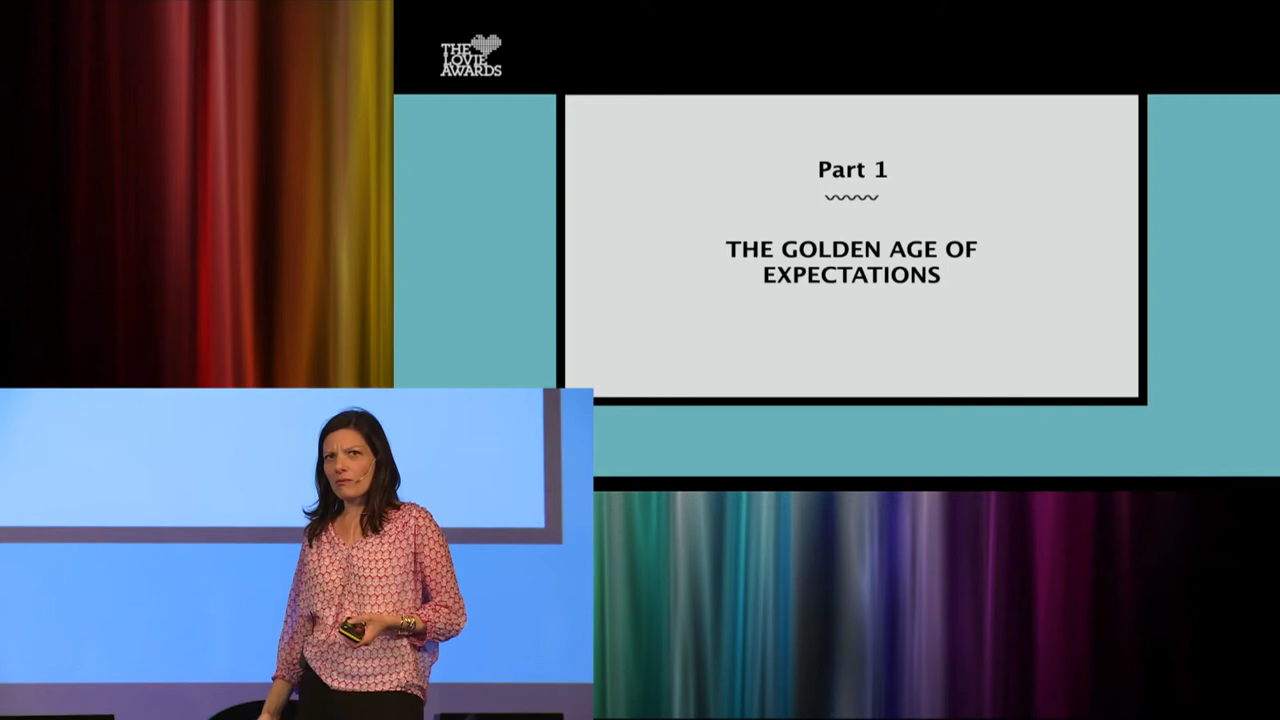 THE
LOVIE
AWARDS
Part 1
THE GOLDEN AGE OF
EXPECTATIONS